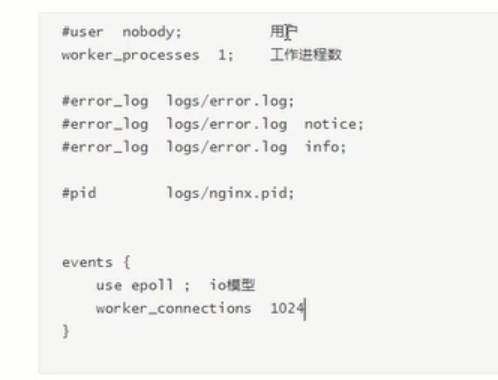 #user  nobody;          用户
worker_processes  1;    工作进程数
#error_log  logs/error.log;
#error_log  logs/error.log  notice;
#error_log  logs/error.log  info;
#pid        logs/nginx.pid;
events {
    use epoll ;  io模型
    worker_connections  1024
}